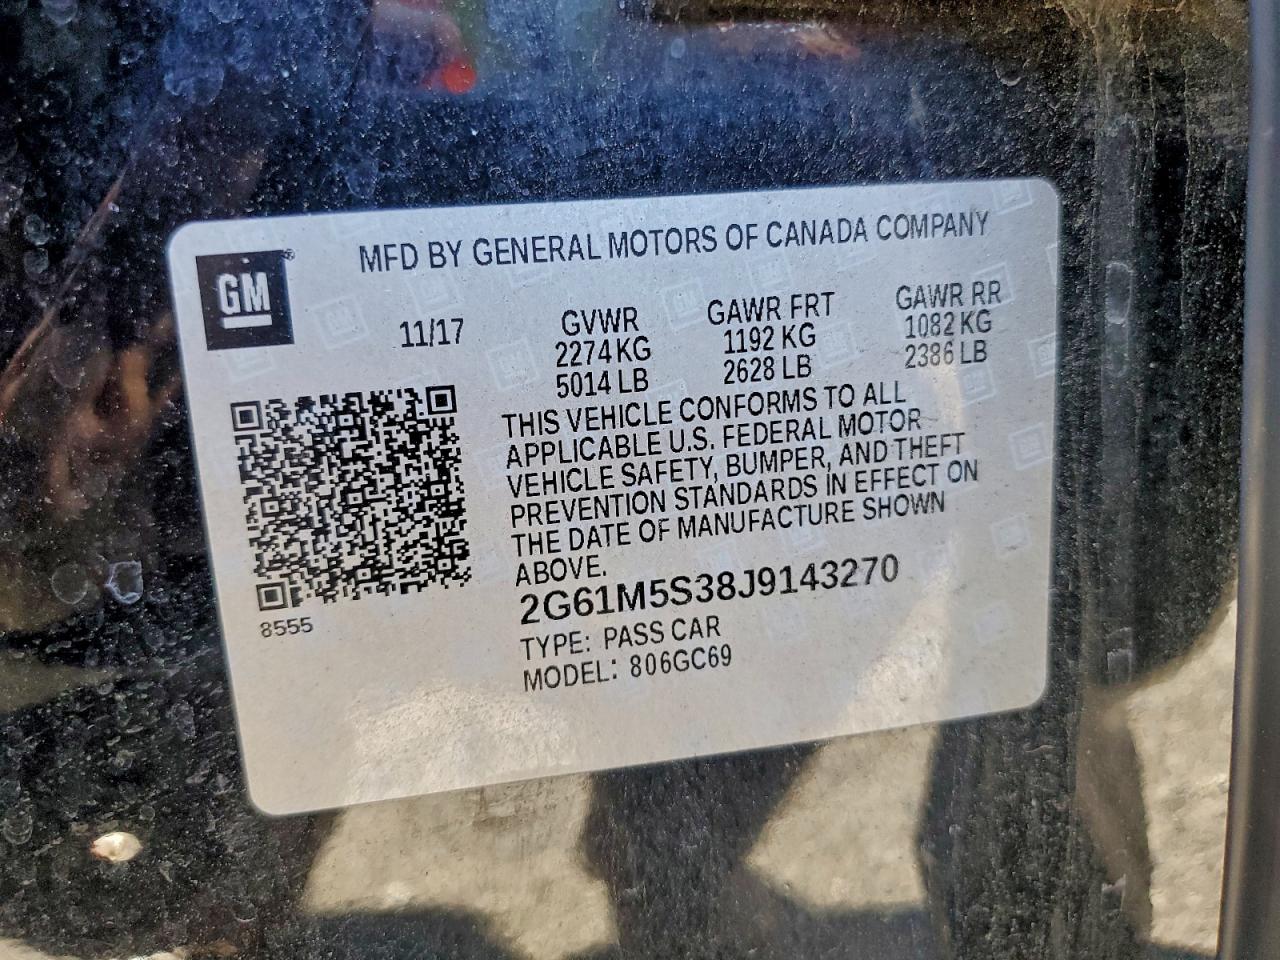 MFD BY GENERAL MOTORS OF CANADA COMPANY
GM®
11/17
GVWR GAWR FRT GAWR RR
2274 KG 1192 KG 1082 KG
5014 LB 2628 LB 2386 LB
THIS VEHICLE CONFORMS TO ALL
APPLICABLE U.S. FEDERAL MOTOR
VEHICLE SAFETY, BUMPER, AND THEFT
PREVENTION STANDARDS IN EFFECT ON
THE DATE OF MANUFACTURE SHOWN
ABOVE.
2G61M5S38J9143270
8555
TYPE: PASS CAR
MODEL: 806GC69